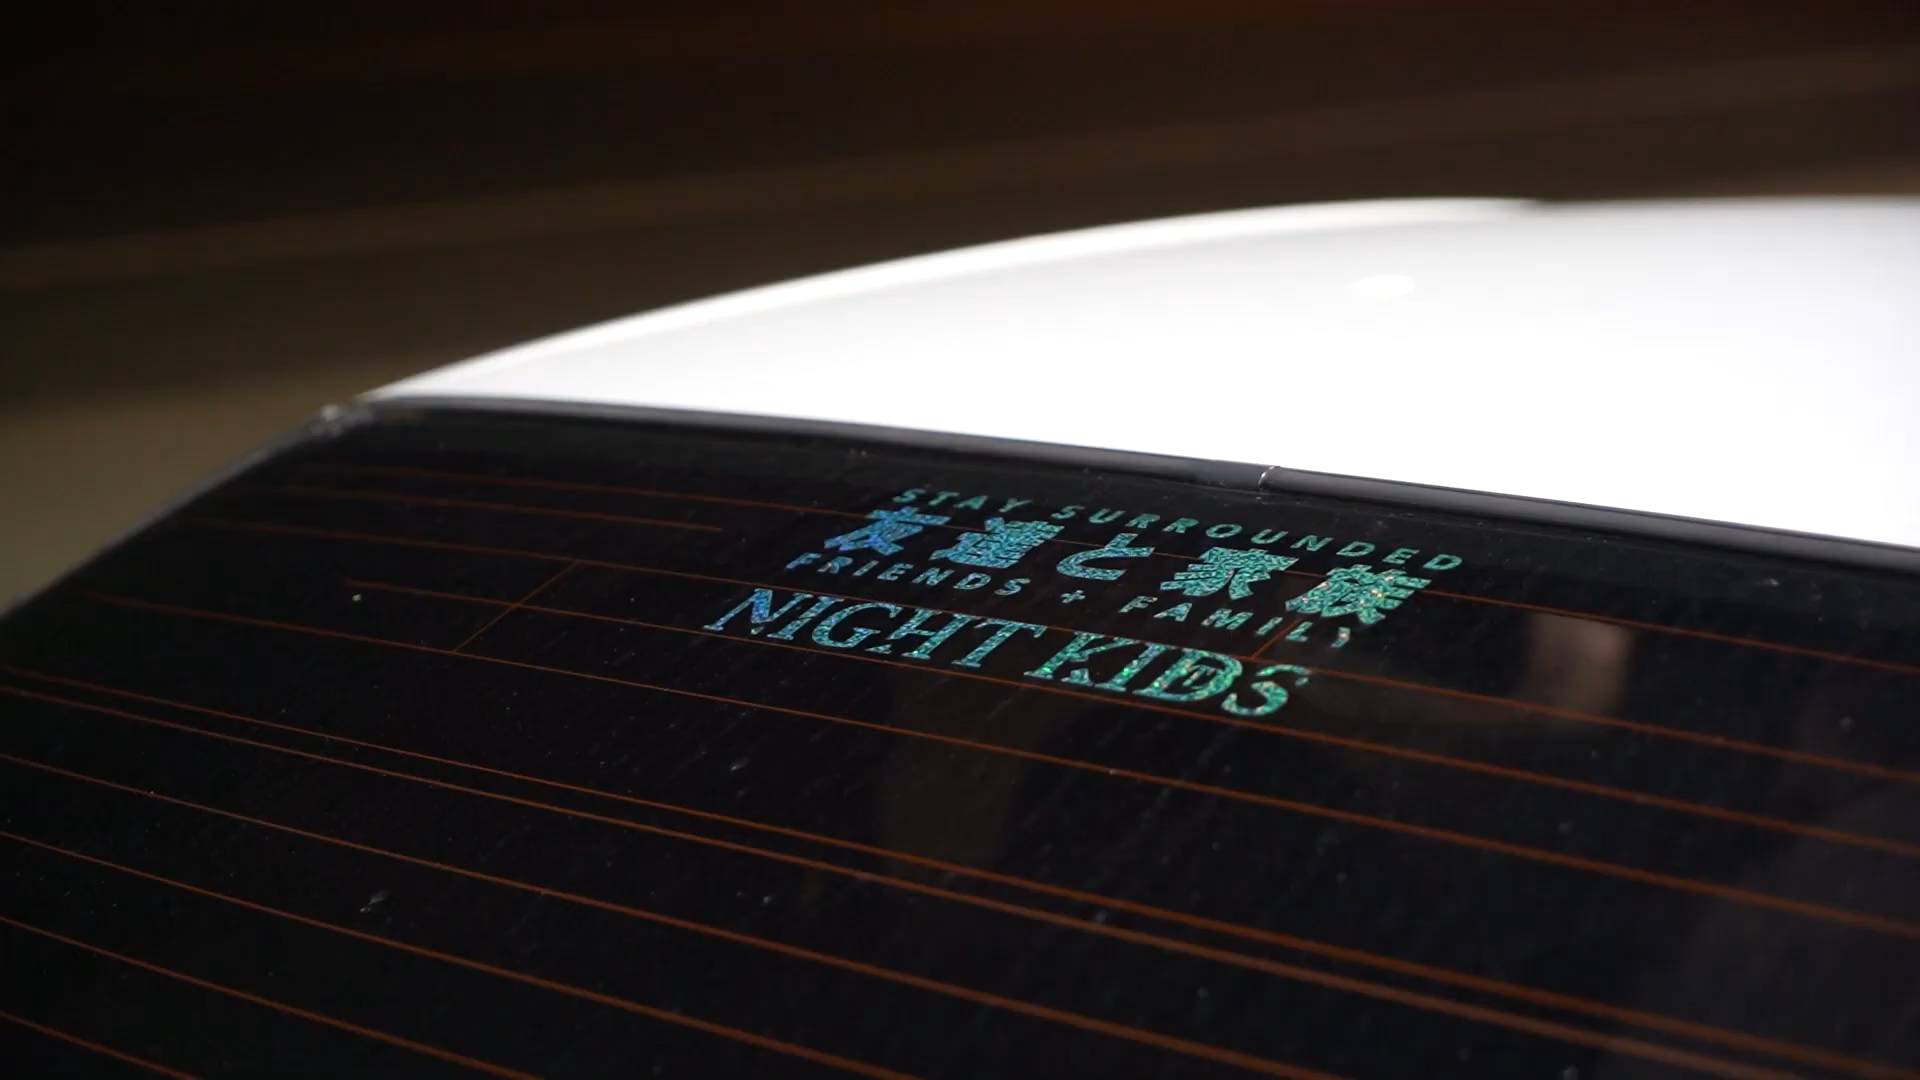 STAY SURROUNDED
友達と家族
FRIENDS + FAMILY
NIGHT KIDS